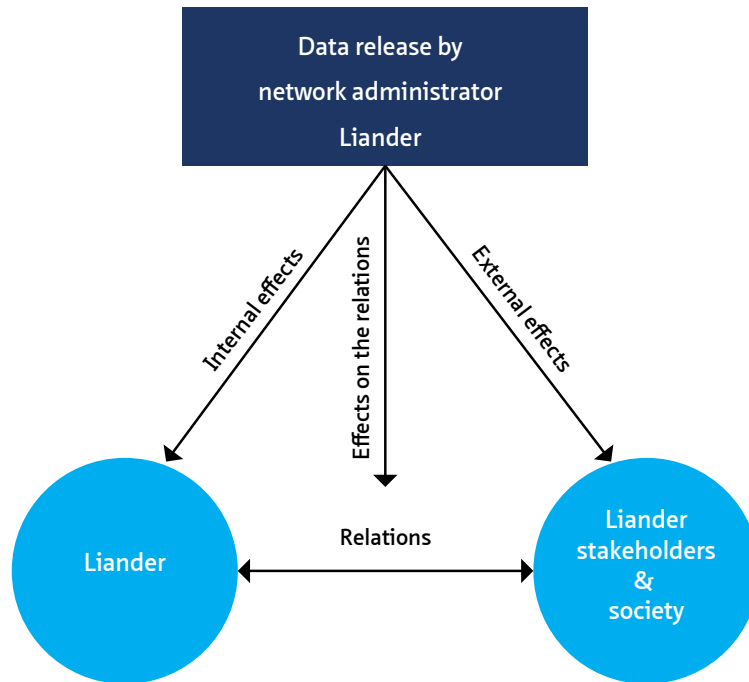 Data release by
network administrator
Liander
Internal effects
Effects on the relations
External effects
Relations
Liander
Liander
stakeholders
&
society